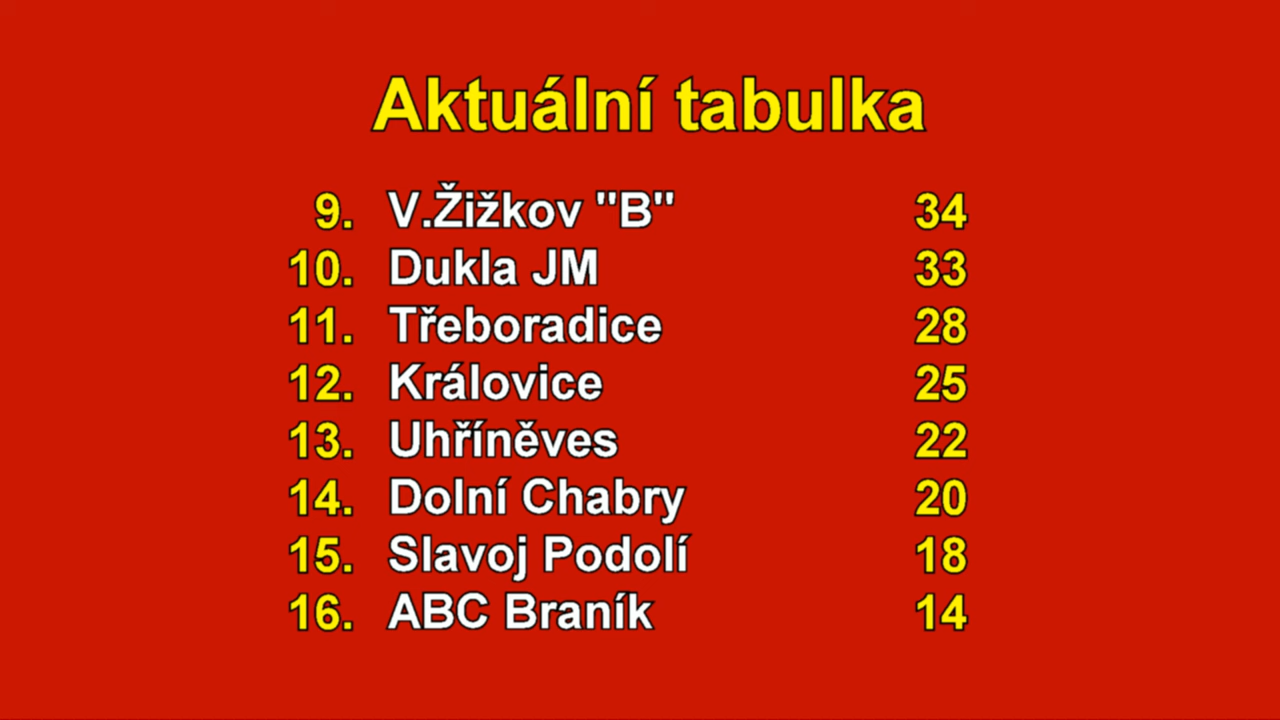 Aktuální tabulka
9. V.Žižkov "B" 34
10. Dukla JM 33
11. Třeboradice 28
12. Královice 25
13. Uhříněves 22
14. Dolní Chabry 20
15. Slavoj Podolí 18
16. ABC Braník 14